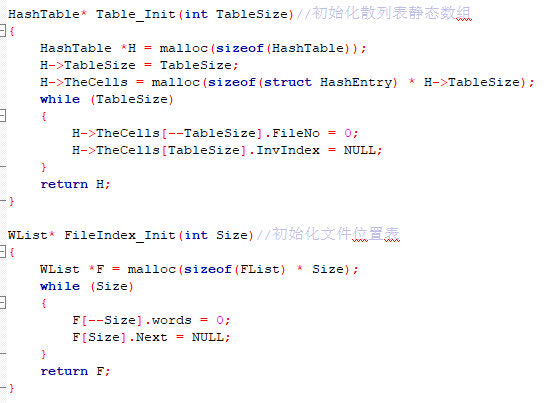 HashTable* Table_Init(int TableSize)//初始化散列表静态数组
{
    HashTable *H = malloc(sizeof(HashTable));
    H->TableSize = TableSize;
    H->TheCells = malloc(sizeof(struct HashEntry) * H->TableSize);
    while (TableSize)
    {
        H->TheCells[--TableSize].FileNo = 0;
        H->TheCells[TableSize].InvIndex = NULL;
    }
    return H;
}

WList* FileIndex_Init(int Size)//初始化文件位置表
{
    WList *F = malloc(sizeof(FList) * Size);
    while (Size)
    {
        F[--Size].words = 0;
        F[Size].Next = NULL;
    }
    return F;
}